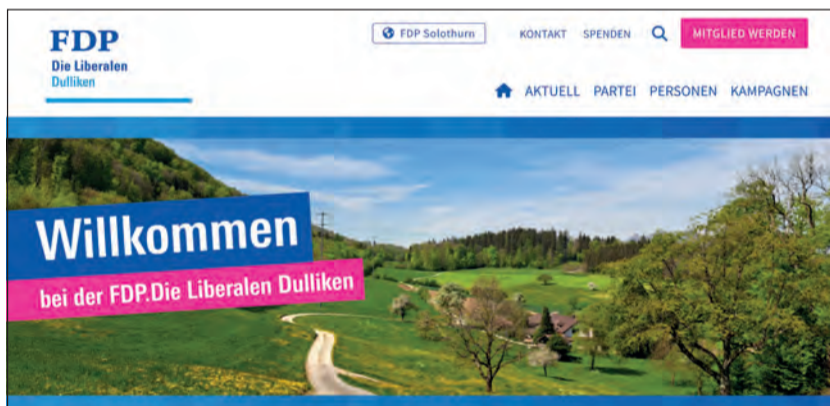 FDP
Die Liberalen
Dulliken
FDP Solothurn
KONTAKT SPENDEN
MITGLIED WERDEN
AKTUELL PARTEI PERSONEN KAMPAGNEN
Willkommen
bei der FDP.Die Liberalen Dulliken